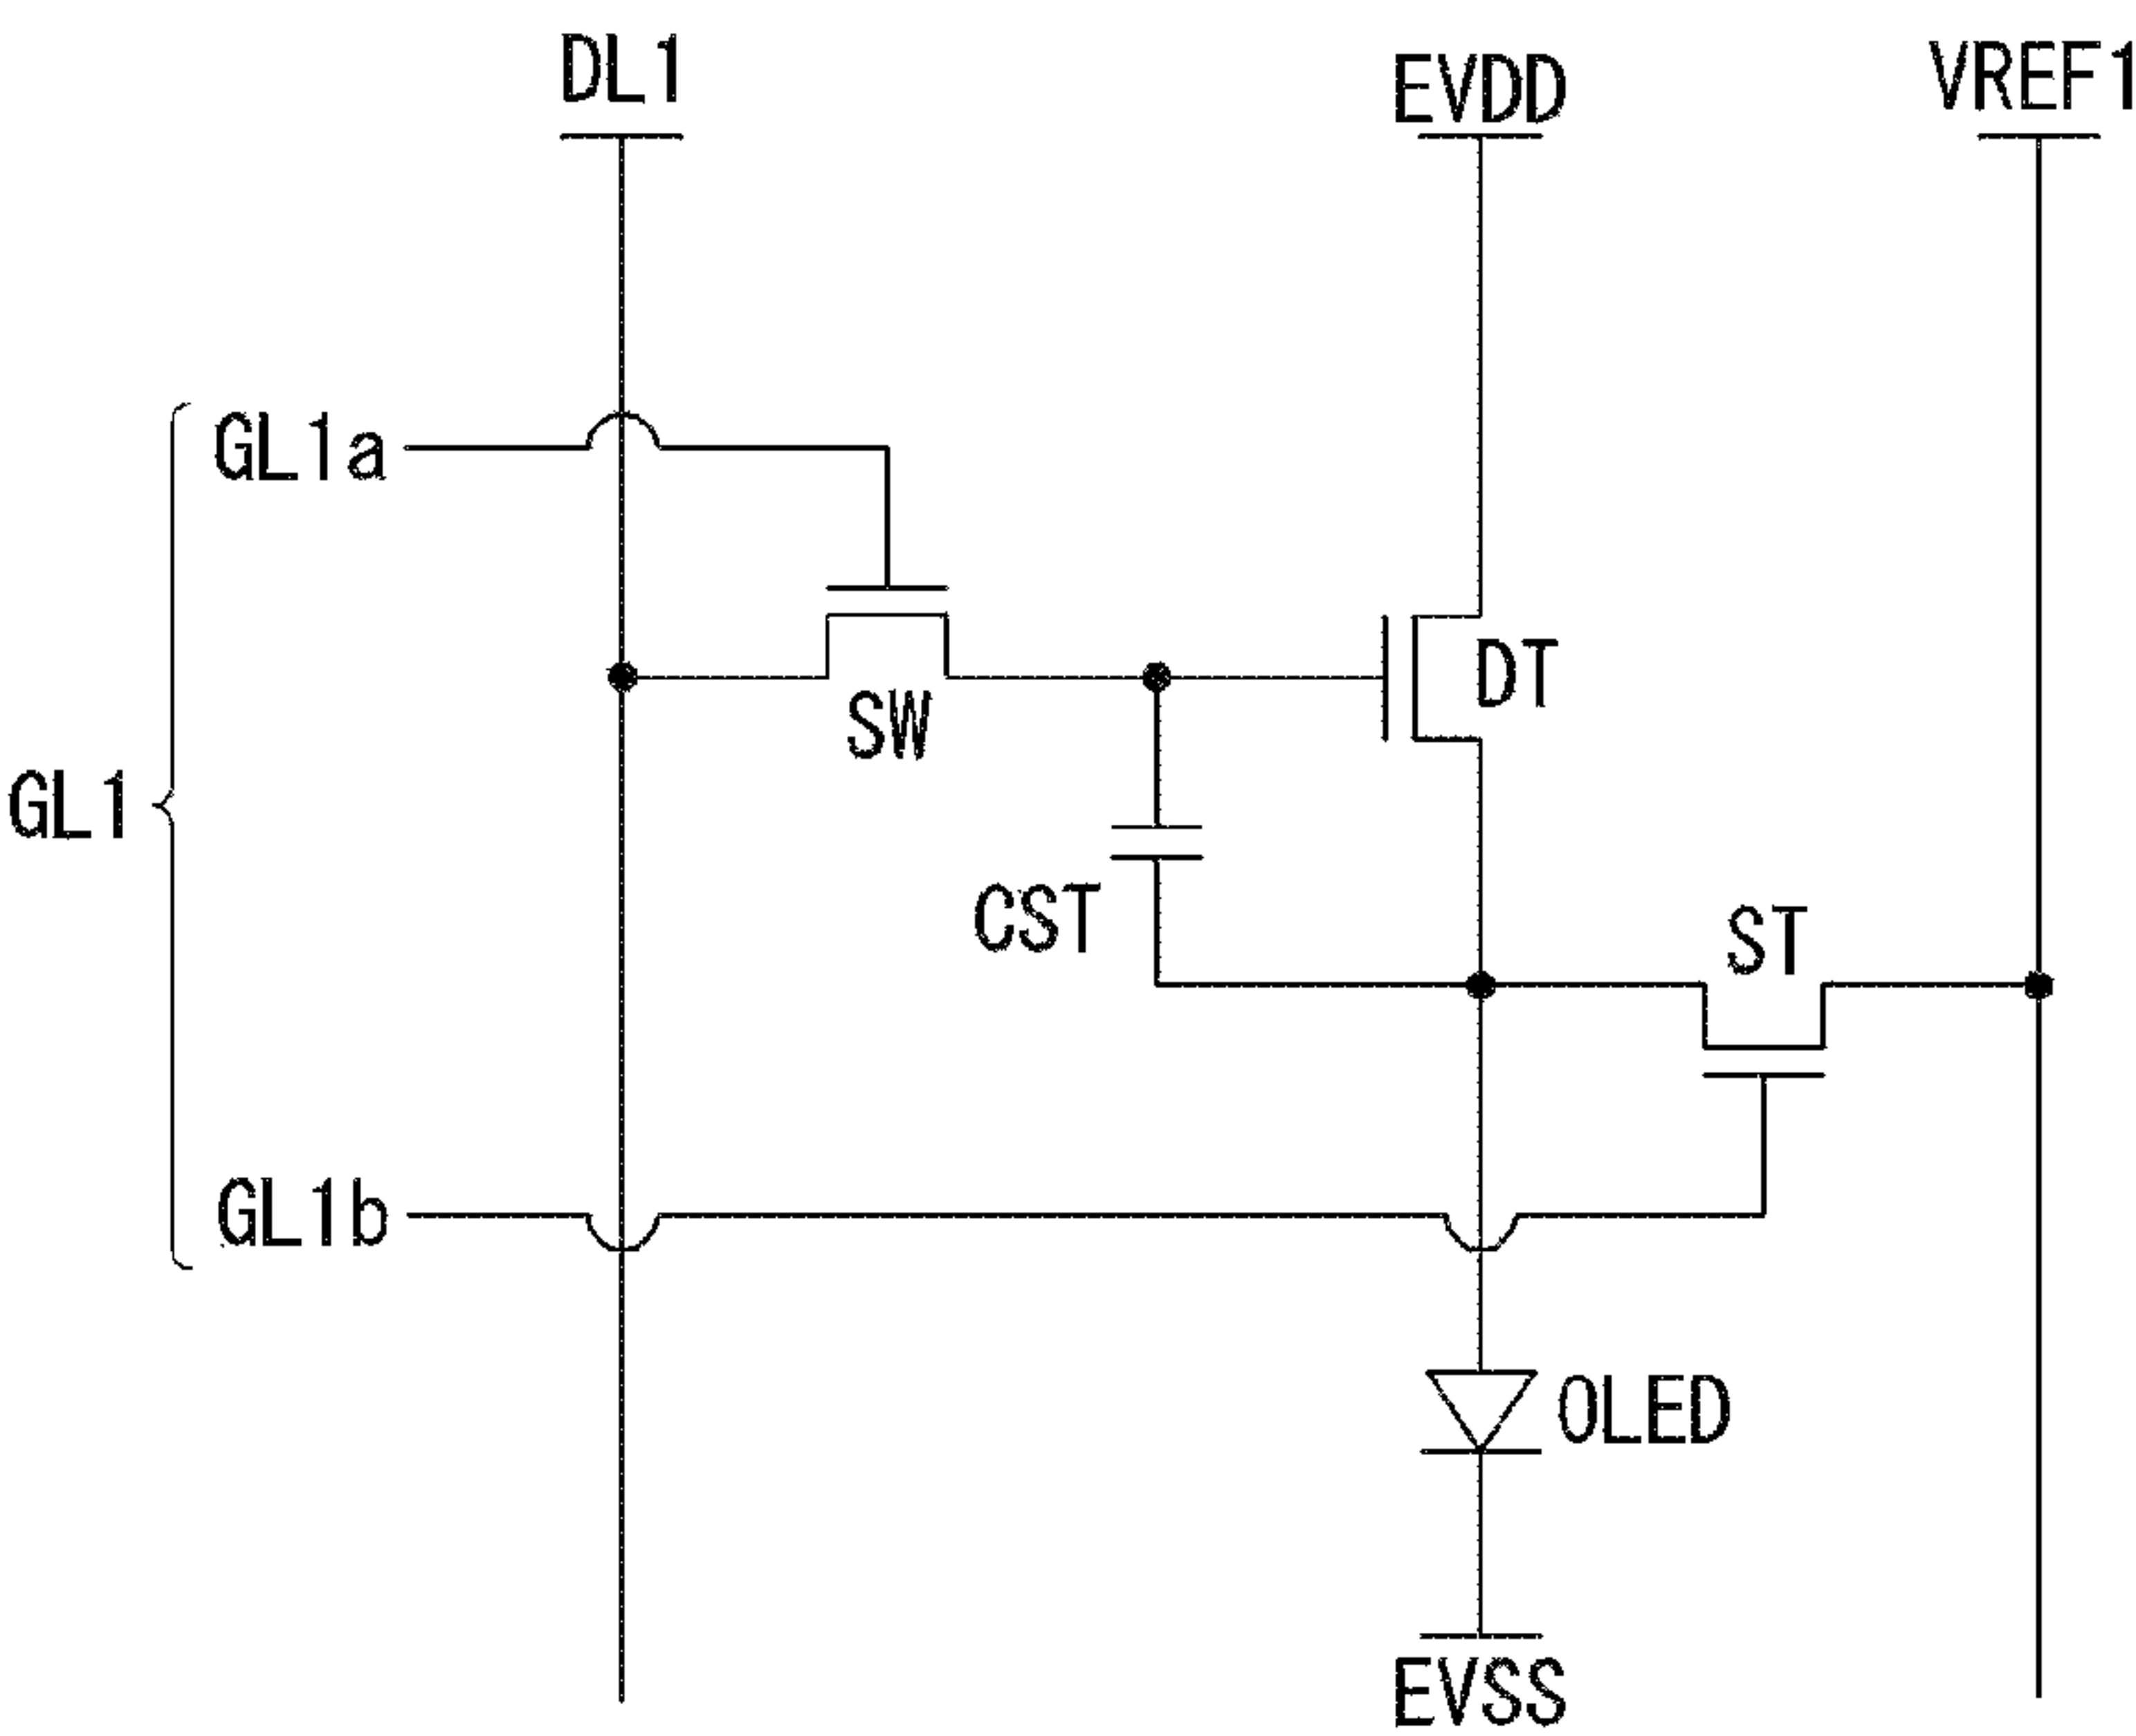 DL1
EVDD
VREF1
GL1a
DT
SW
GL1
CST
ST
GL1b
OLED
EVSS